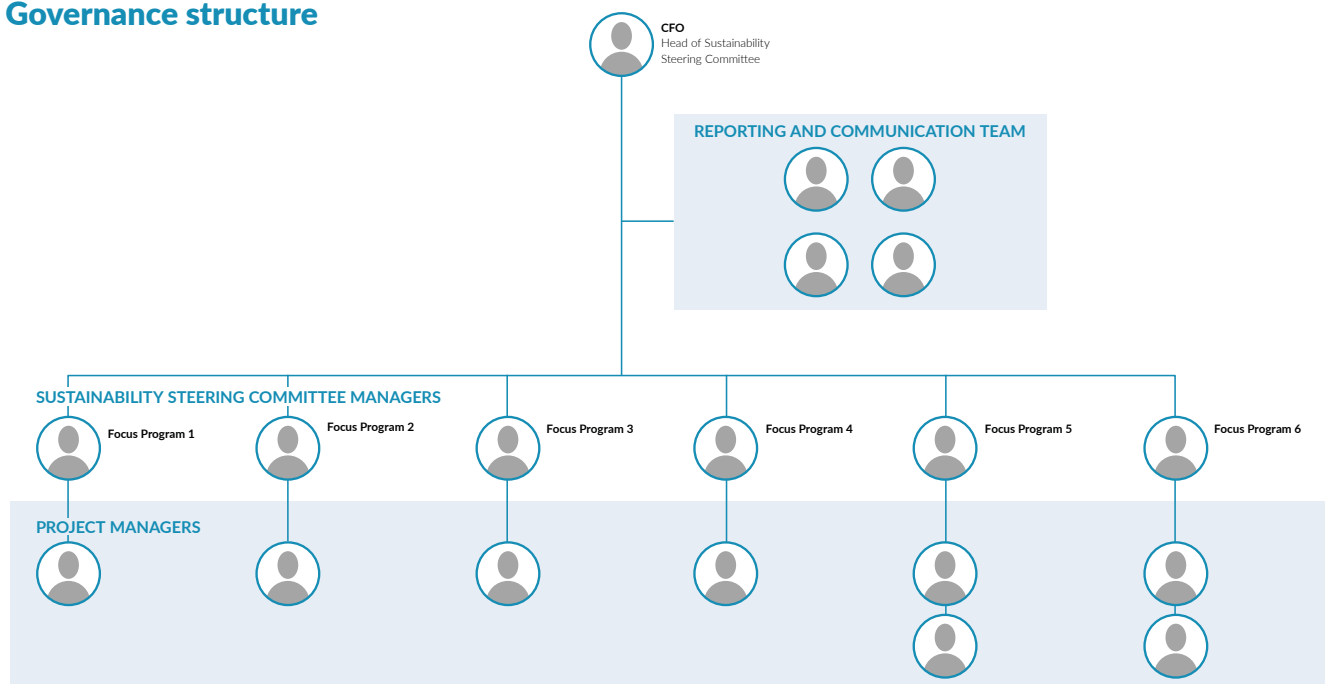 Governance structure
CFO
Head of Sustainability
Steering Committee
REPORTING AND COMMUNICATION TEAM
SUSTAINABILITY STEERING COMMITTEE MANAGERS
Focus Program 1
Focus Program 2
Focus Program 3
Focus Program 4
Focus Program 5
Focus Program 6
PROJECT MANAGERS